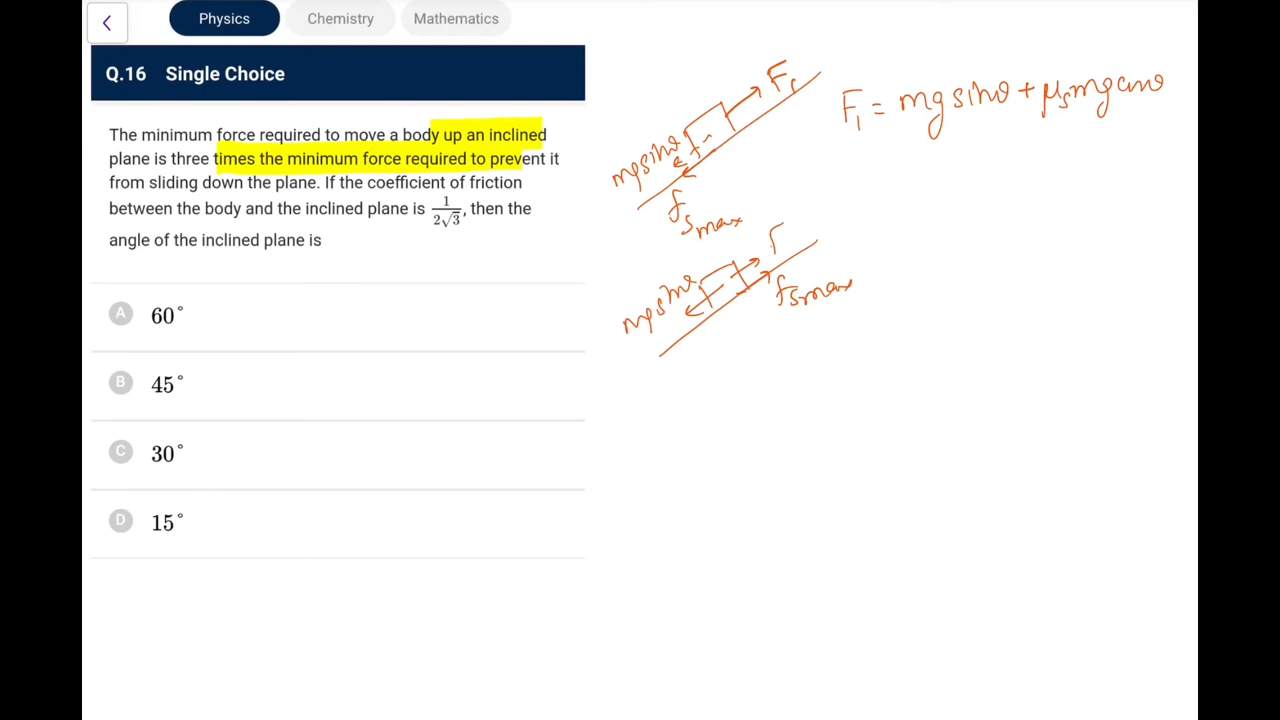 Physics Chemistry Mathematics
Q.16 Single Choice
The minimum force required to move a body up an inclined
plane is three times the minimum force required to prevent it
from sliding down the plane. If the coefficient of friction
between the body and the inclined plane is 1/(2√3), then the
angle of the inclined plane is
A 60°
B 45°
C 30°
D 15°
F₁
mg sinθ
f
s max
F₁ = mg sinθ + μₛ mg cosθ
F
mg sinθ
fs max